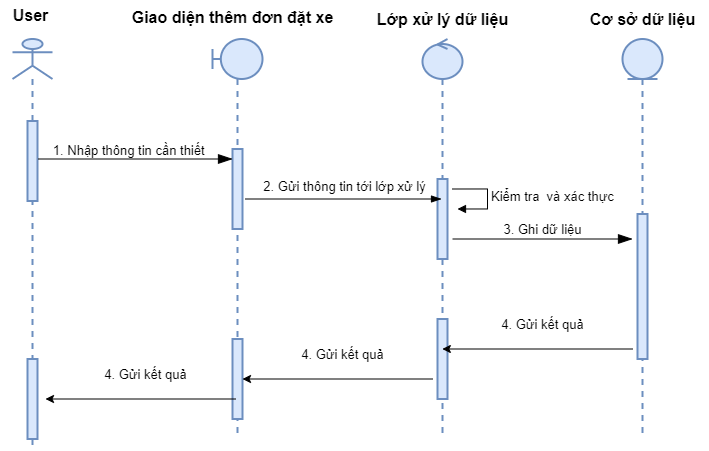 User
Giao diện thêm đơn đặt xe
Lớp xử lý dữ liệu
Cơ sở dữ liệu
1. Nhập thông tin cần thiết
2. Gửi thông tin tới lớp xử lý
Kiểm tra và xác thực
3. Ghi dữ liệu
4. Gửi kết quả
4. Gửi kết quả
4. Gửi kết quả